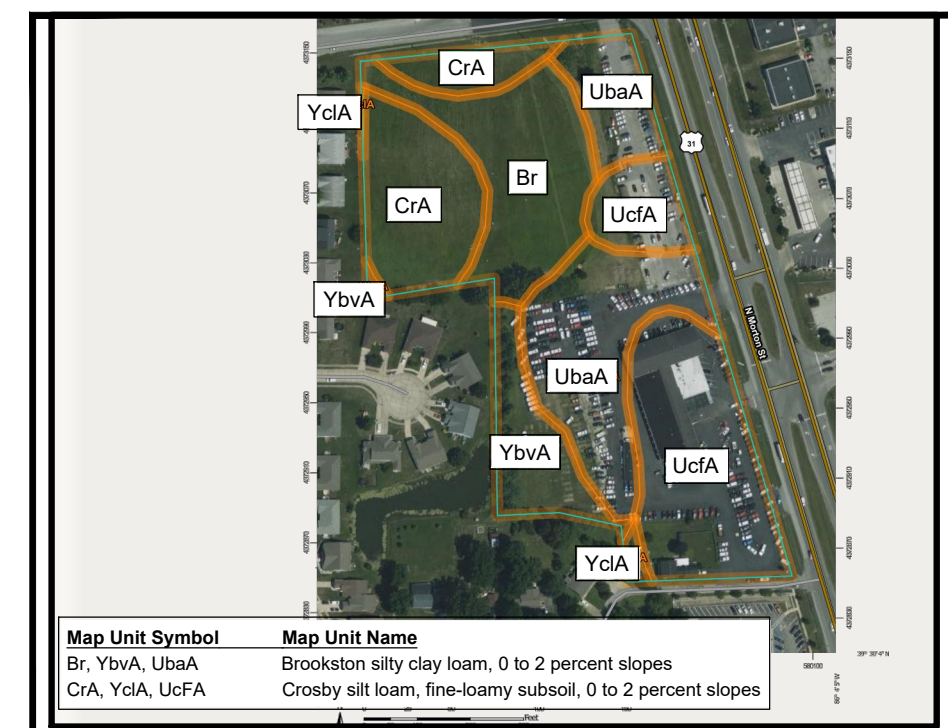 CrA
UbaA
YclA
31
Br
CrA
UcfA
YbvA
N Morton St
UbaA
YbvA
UcfA
YclA
Map Unit Symbol Map Unit Name
Br, YbvA, UbaA Brookston silty clay loam, 0 to 2 percent slopes
CrA, YclA, UcFA Crosby silt loam, fine-loamy subsoil, 0 to 2 percent slopes
580100
Feet